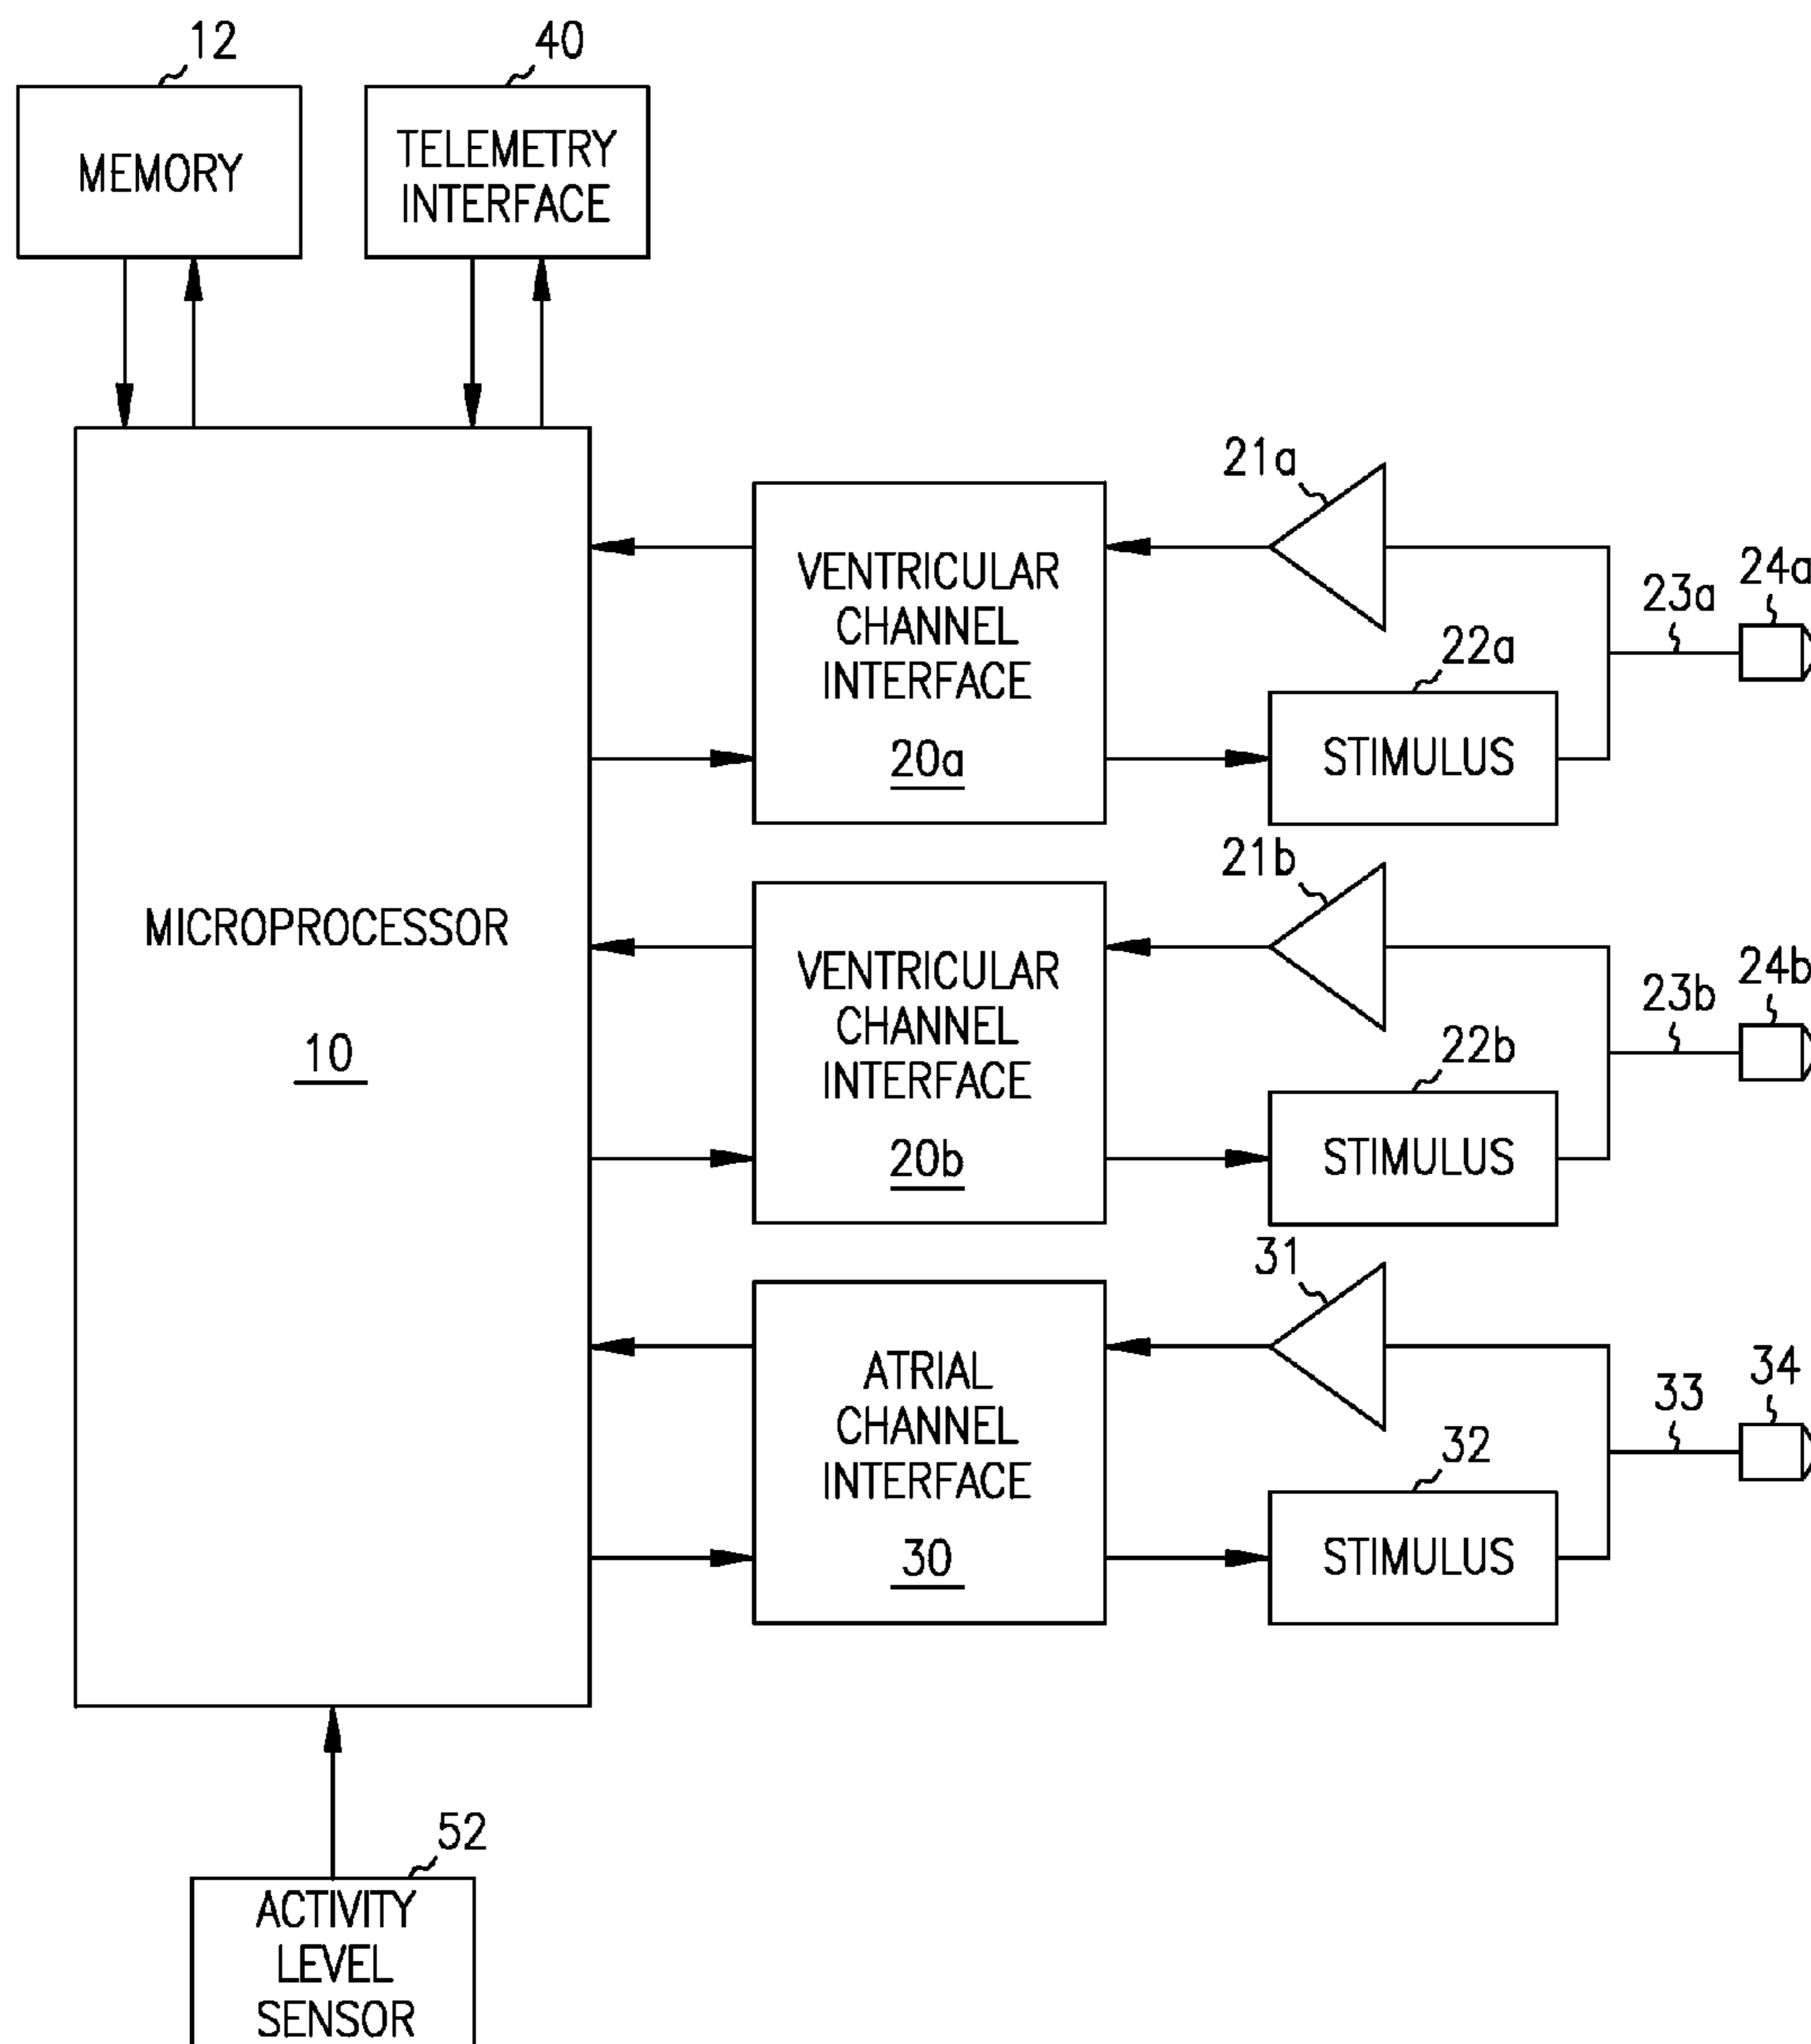 12
40
MEMORY
TELEMETRY
INTERFACE
21a
VENTRICULAR
CHANNEL
INTERFACE
20a
23a
24a
22a
STIMULUS
MICROPROCESSOR
10
21b
VENTRICULAR
CHANNEL
INTERFACE
20b
23b
24b
22b
STIMULUS
31
ATRIAL
CHANNEL
INTERFACE
30
33
34
32
STIMULUS
52
ACTIVITY
LEVEL
SENSOR